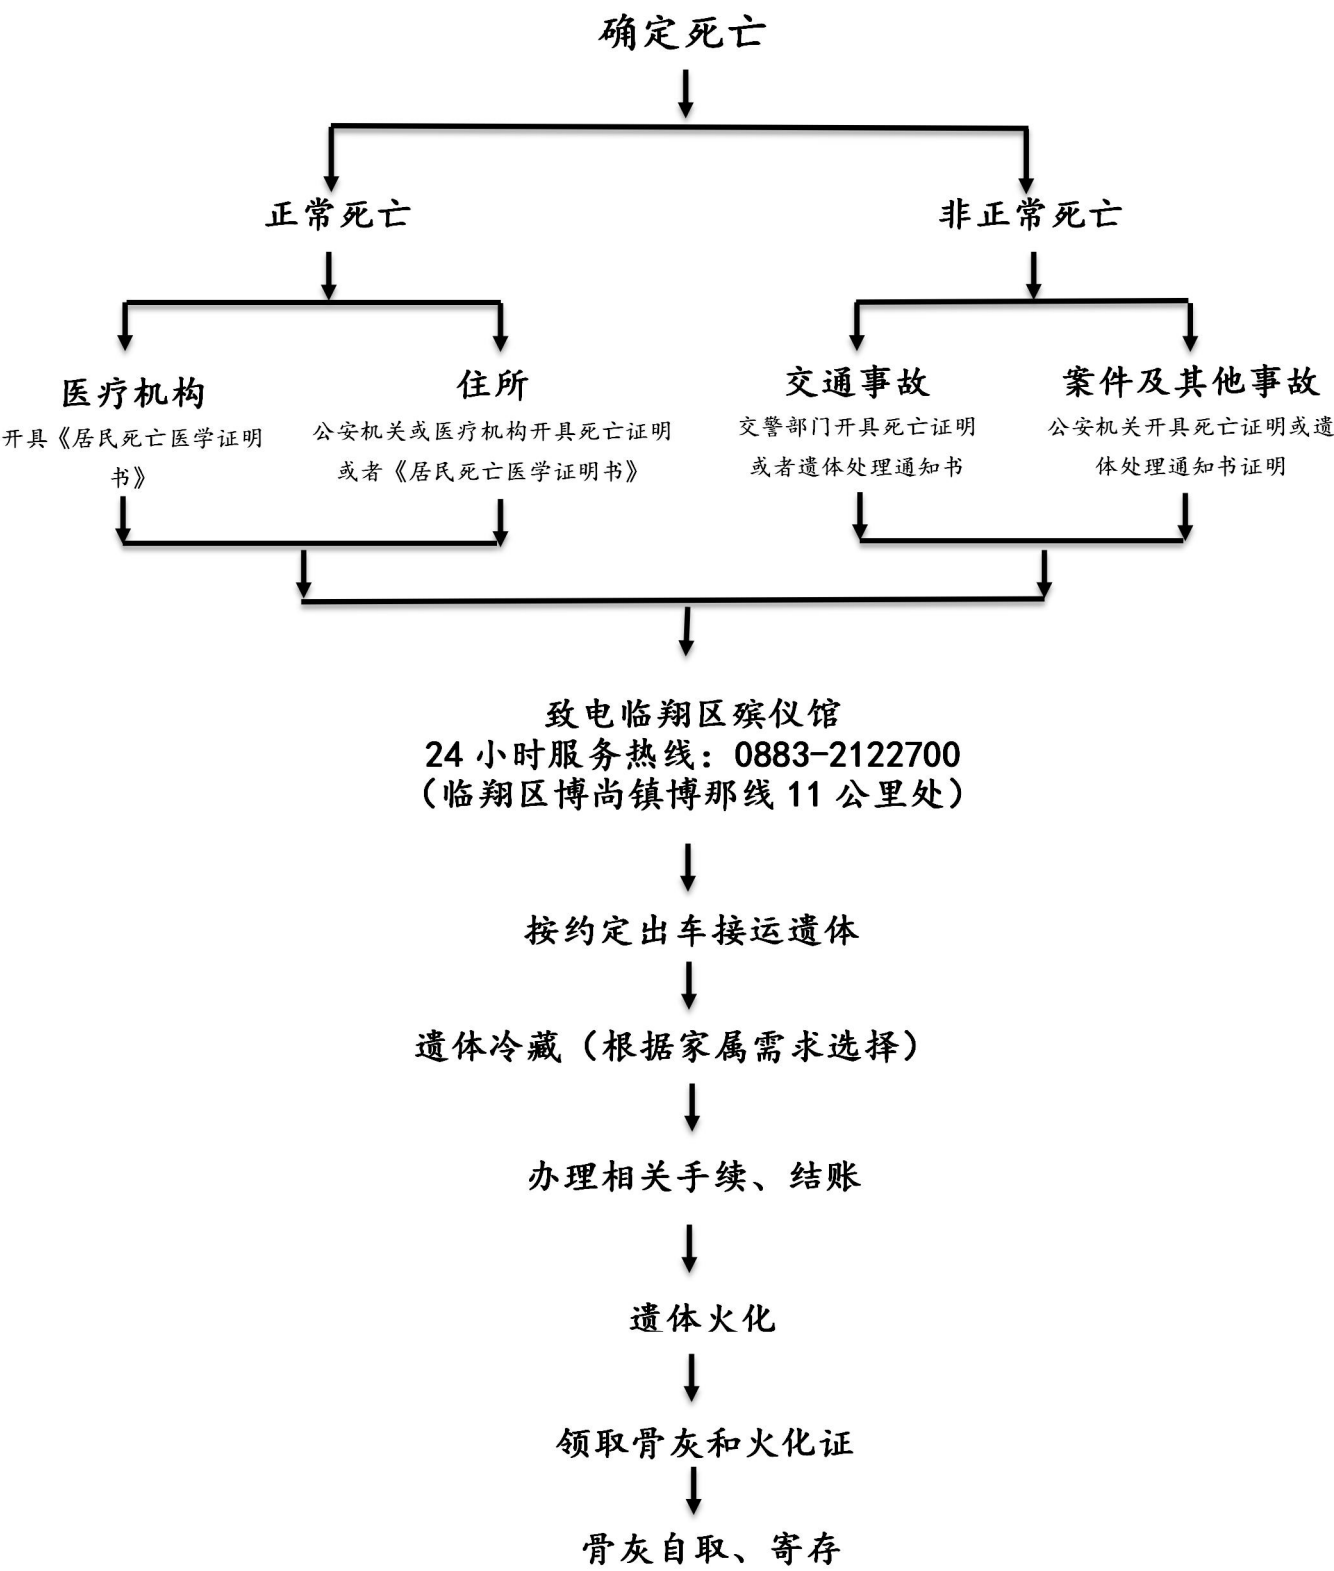 确定死亡
正常死亡
非正常死亡
医疗机构
开具《居民死亡医学证明
书》
住所
公安机关或医疗机构开具死亡证明
或者《居民死亡医学证明书》
交通事故
交警部门开具死亡证明
或者遗体处理通知书
案件及其他事故
公安机关开具死亡证明或遗
体处理通知书证明
致电临翔区殡仪馆
24 小时服务热线：0883-2122700
（临翔区博尚镇博那线 11 公里处）
按约定出车接运遗体
遗体冷藏（根据家属需求选择）
办理相关手续、结账
遗体火化
领取骨灰和火化证
骨灰自取、寄存